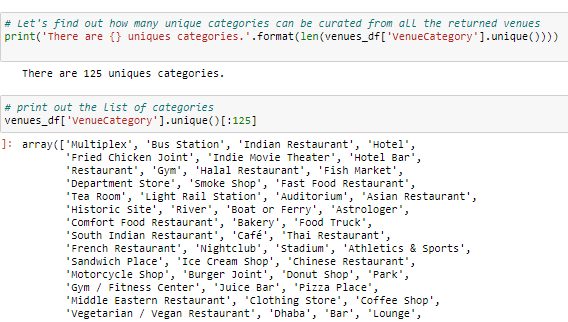 # Let's find out how many unique categories can be curated from all the returned venues
print('There are {} uniques categories.'.format(len(venues_df['VenueCategory'].unique())))
There are 125 uniques categories.
# print out the list of categories
venues_df['VenueCategory'].unique()[:125]
]: array(['Multiplex', 'Bus Station', 'Indian Restaurant', 'Hotel',
'Fried Chicken Joint', 'Indie Movie Theater', 'Hotel Bar',
'Restaurant', 'Gym', 'Halal Restaurant', 'Fish Market',
'Department Store', 'Smoke Shop', 'Fast Food Restaurant',
'Tea Room', 'Light Rail Station', 'Auditorium', 'Asian Restaurant',
'Historic Site', 'River', 'Boat or Ferry', 'Astrologer',
'Comfort Food Restaurant', 'Bakery', 'Food Truck',
'South Indian Restaurant', 'Café', 'Thai Restaurant',
'French Restaurant', 'Nightclub', 'Stadium', 'Athletics & Sports',
'Sandwich Place', 'Ice Cream Shop', 'Chinese Restaurant',
'Motorcycle Shop', 'Burger Joint', 'Donut Shop', 'Park',
'Gym / Fitness Center', 'Juice Bar', 'Pizza Place',
'Middle Eastern Restaurant', 'Clothing Store', 'Coffee Shop',
'Vegetarian / Vegan Restaurant', 'Dhaba', 'Bar', 'Lounge',